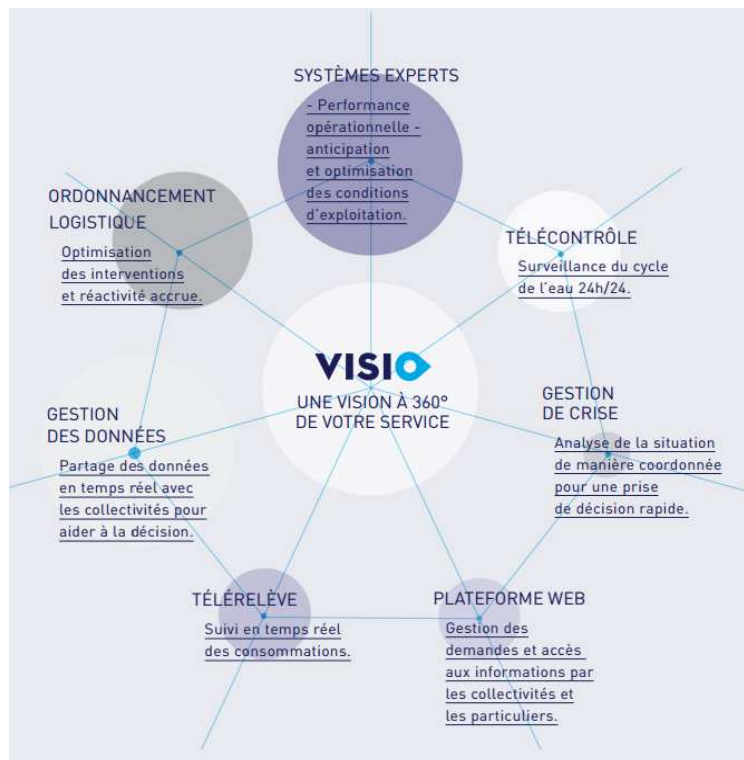 SYSTÈMES EXPERTS
- Performance
opérationnelle -
anticipation
et optimisation
des conditions
d'exploitation.
ORDONNANCEMENT
LOGISTIQUE
Optimisation
des interventions
et réactivité accrue.
TÉLÉCONTRÔLE
Surveillance du cycle
de l'eau 24h/24.
VISIO
UNE VISION À 360°
DE VOTRE SERVICE
GESTION
DES DONNÉES
Partage des données
en temps réel avec
les collectivités pour
aider à la décision.
GESTION
DE CRISE
Analyse de la situation
de manière coordonnée
pour une prise
de décision rapide.
TÉLÉRELÈVE
Suivi en temps réel
des consommations.
PLATEFORME WEB
Gestion des
demandes et accès
aux informations par
les collectivités et
les particuliers.